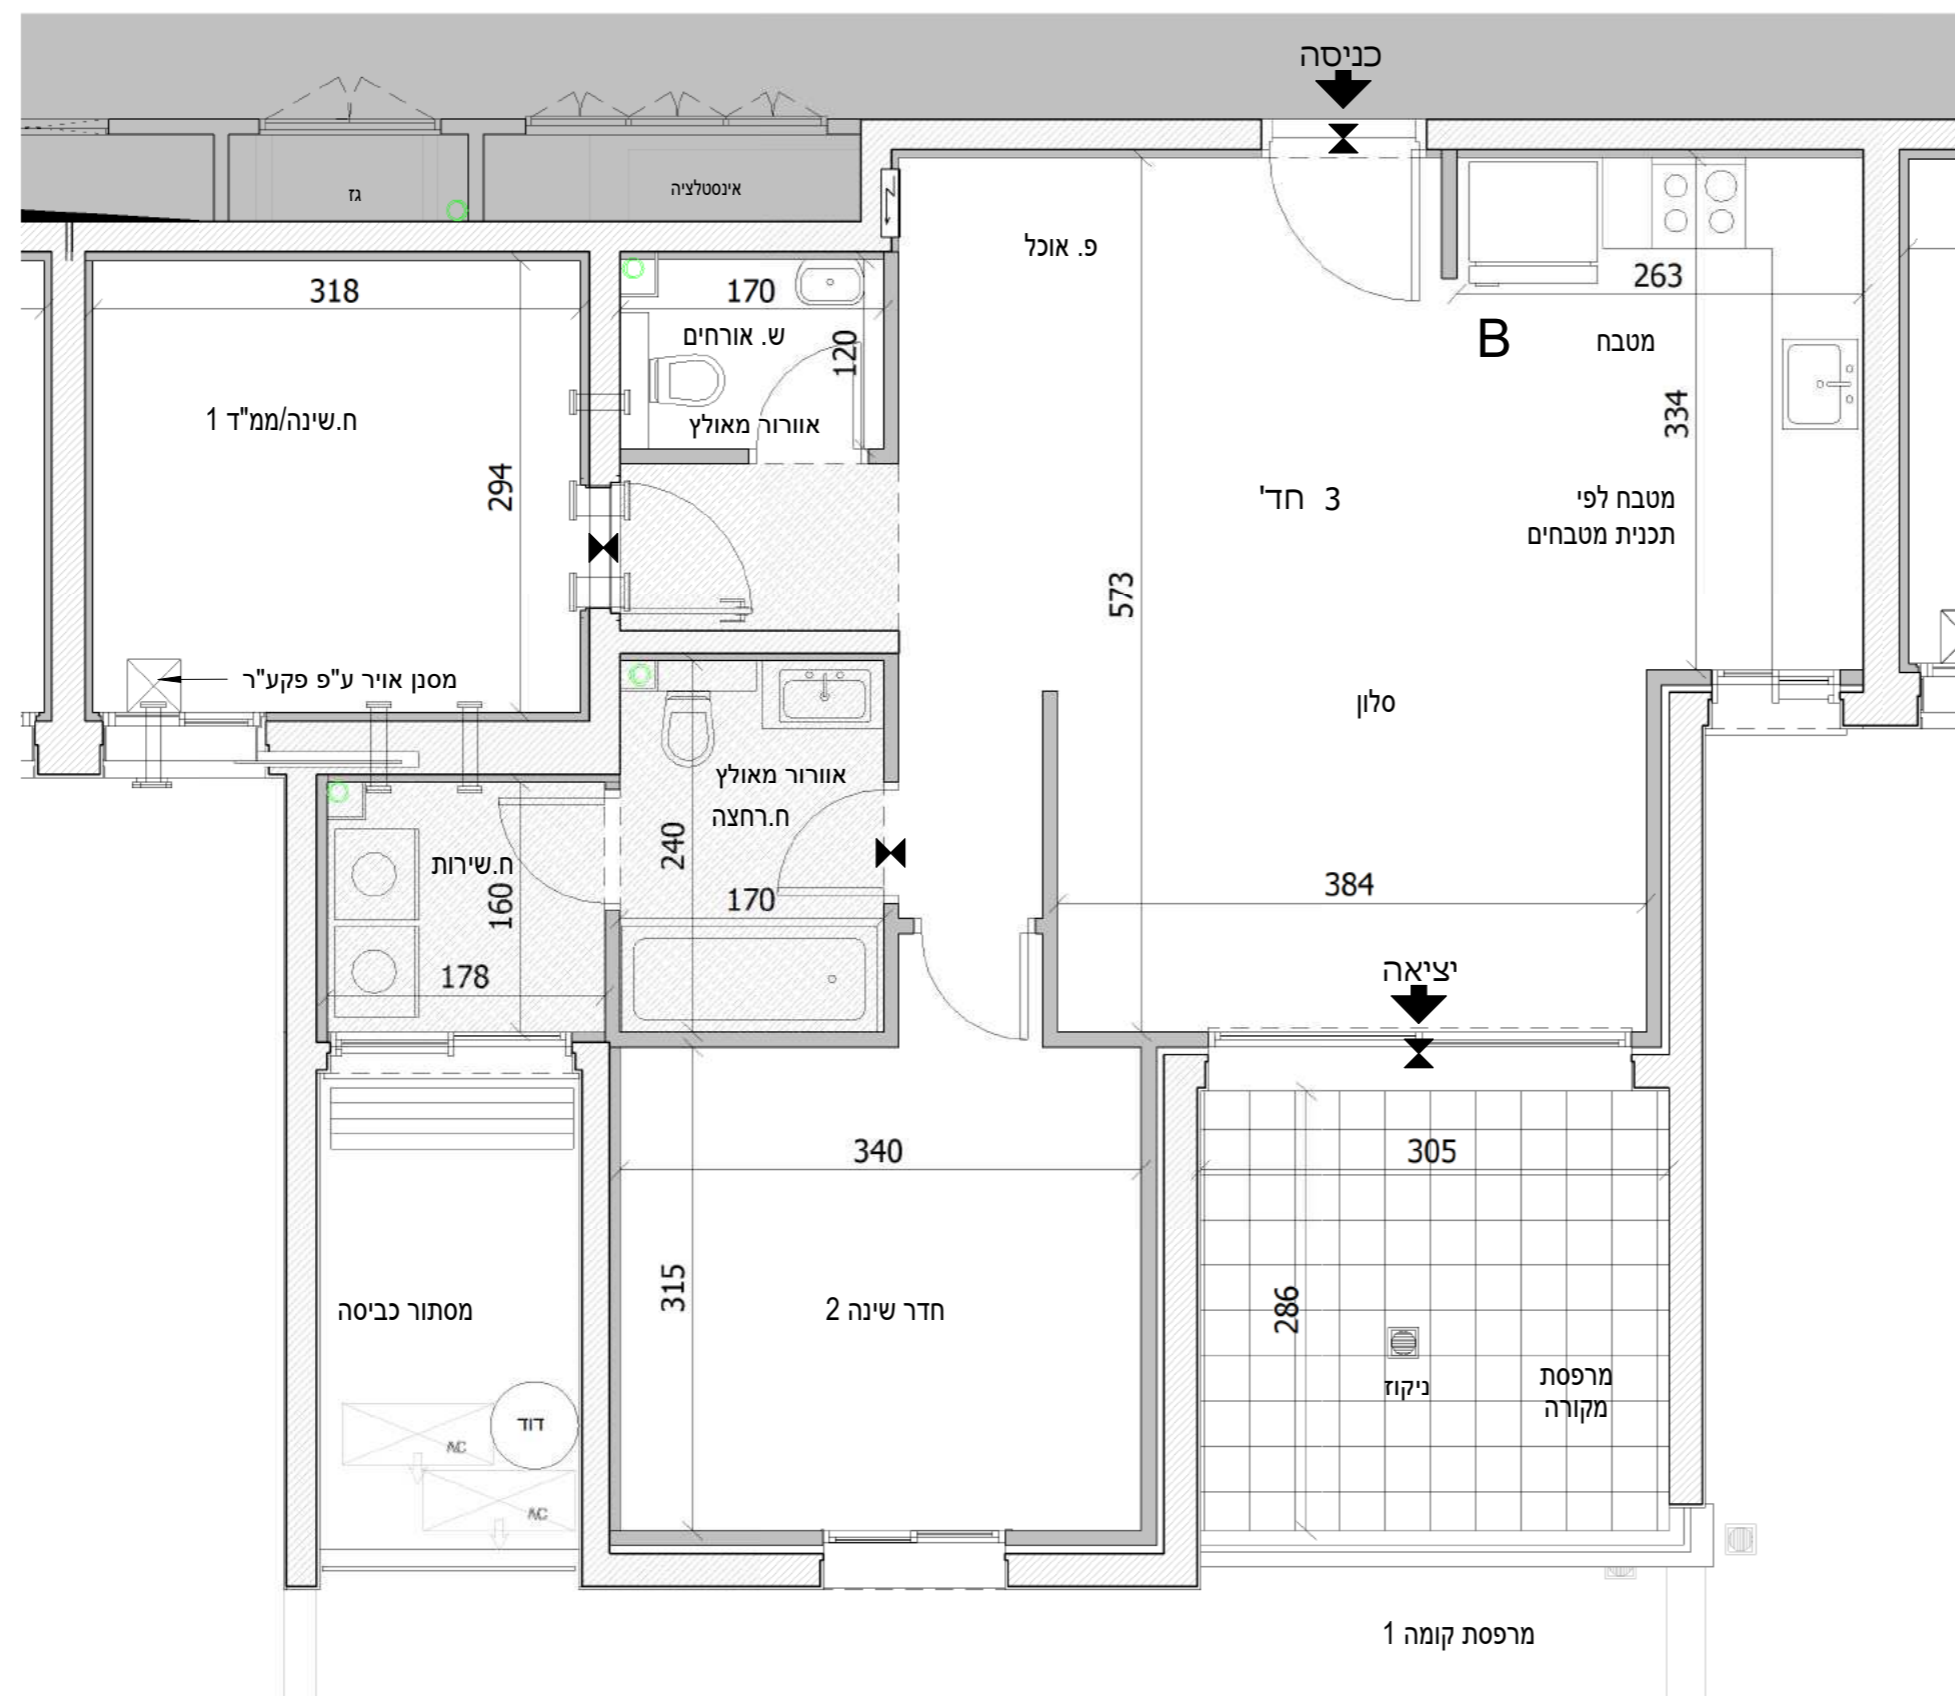 כניסה
גז
אינסטלציה
פ. אוכל
318
170
263
ש. אורחים
120
B
מטבח
אוורור מאולץ
ח.שינה/ממ"ד 1
294
334
3 חד'
מטבח לפי
תכנית מטבחים
573
מסנן אויר ע"פ פקע"ר
סלון
אוורור מאולץ
ח.רחצה
240
170
ח.שירות
160
178
384
יציאה
340
305
315
286
מסתור כביסה
חדר שינה 2
ניקוז
מרפסת
מקורה
דוד
AC
AC
מרפסת קומה 1